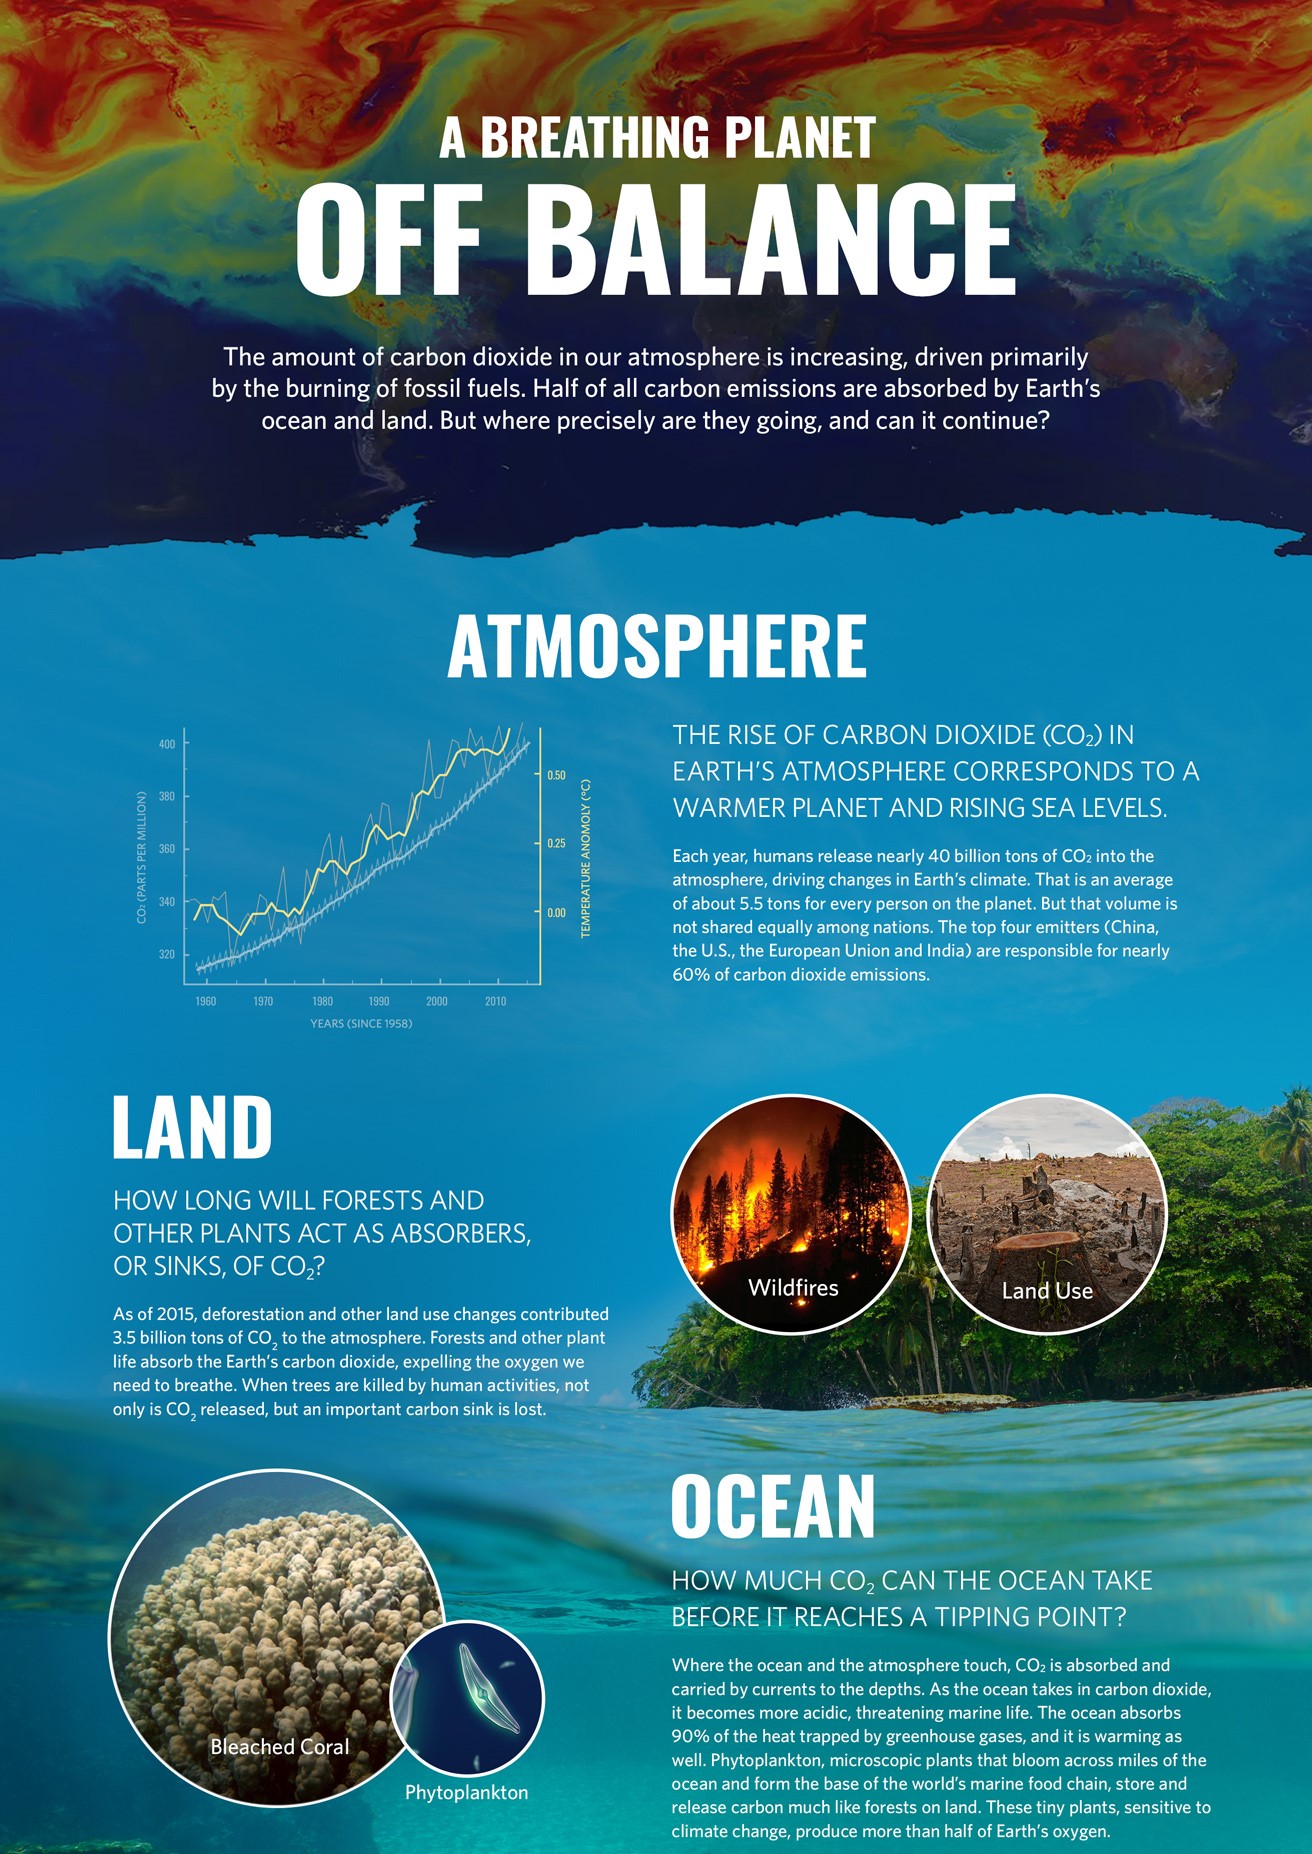 A BREATHING PLANET
OFF BALANCE
The amount of carbon dioxide in our atmosphere is increasing, driven primarily
by the burning of fossil fuels. Half of all carbon emissions are absorbed by Earth's
ocean and land. But where precisely are they going, and can it continue?
ATMOSPHERE
400
380
360
340
320
CO₂ (PARTS PER MILLION)
0.50
0.25
0.00
TEMPERATURE ANOMOLY (°C)
1960 1970 1980 1990 2000 2010
YEARS (SINCE 1958)
THE RISE OF CARBON DIOXIDE (CO₂) IN
EARTH'S ATMOSPHERE CORRESPONDS TO A
WARMER PLANET AND RISING SEA LEVELS.
Each year, humans release nearly 40 billion tons of CO₂ into the
atmosphere, driving changes in Earth's climate. That is an average
of about 5.5 tons for every person on the planet. But that volume is
not shared equally among nations. The top four emitters (China,
the U.S., the European Union and India) are responsible for nearly
60% of carbon dioxide emissions.
LAND
HOW LONG WILL FORESTS AND
OTHER PLANTS ACT AS ABSORBERS,
OR SINKS, OF CO₂?
As of 2015, deforestation and other land use changes contributed
3.5 billion tons of CO₂ to the atmosphere. Forests and other plant
life absorb the Earth's carbon dioxide, expelling the oxygen we
need to breathe. When trees are killed by human activities, not
only is CO₂ released, but an important carbon sink is lost.
Wildfires
Land Use
Bleached Coral
Phytoplankton
OCEAN
HOW MUCH CO₂ CAN THE OCEAN TAKE
BEFORE IT REACHES A TIPPING POINT?
Where the ocean and the atmosphere touch, CO₂ is absorbed and
carried by currents to the depths. As the ocean takes in carbon dioxide,
it becomes more acidic, threatening marine life. The ocean absorbs
90% of the heat trapped by greenhouse gases, and it is warming as
well. Phytoplankton, microscopic plants that bloom across miles of the
ocean and form the base of the world's marine food chain, store and
release carbon much like forests on land. These tiny plants, sensitive to
climate change, produce more than half of Earth's oxygen.